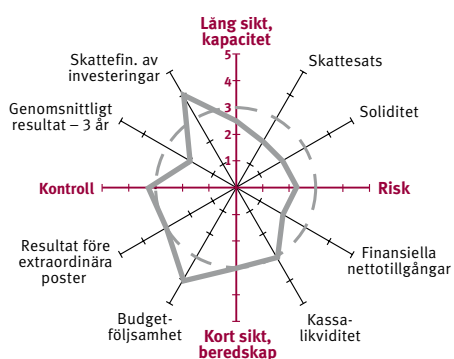 Lång sikt,
kapacitet
5
4
3
2
1
Skattefin. av
investeringar
Skattesats
Genomsnittligt
resultat – 3 år
Soliditet
Kontroll
Risk
Resultat före
extraordinära
poster
Finansiella
nettotillgångar
Budget-
följsamhet
Kassa-
likviditet
Kort sikt,
beredskap